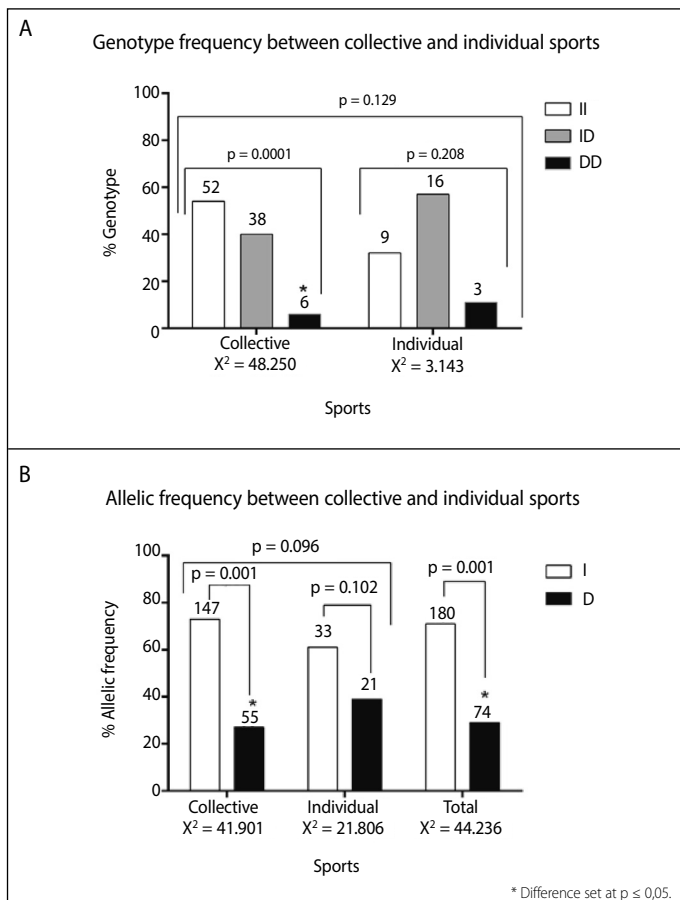 A
Genotype frequency between collective and individual sports
100
80
60
40
20
0
% Genotype
p = 0.129
p = 0.0001
p = 0.208
52
38
*
6
9
16
3
II
ID
DD
Collective
Individual
X² = 48.250
X² = 3.143
Sports
B
Allelic frequency between collective and individual sports
100
80
60
40
20
0
% Allelic frequency
p = 0.096
p = 0.001
p = 0.102
p = 0.001
147
*
55
33
21
180
*
74
I
D
Collective
Individual
Total
X² = 41.901
X² = 21.806
X² = 44.236
Sports
* Difference set at p ≤ 0,05.